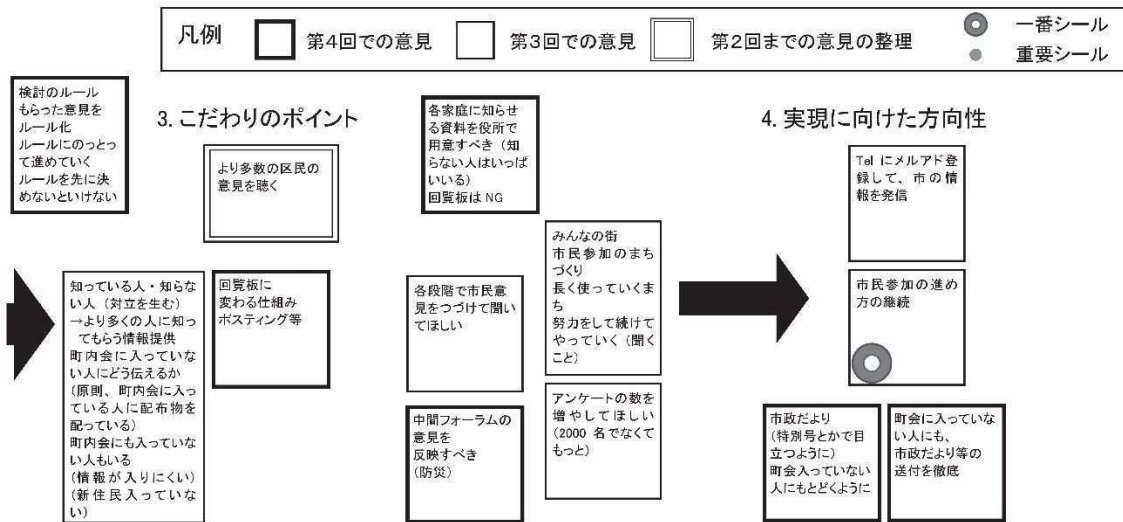 凡例
第4回での意見
第3回での意見
第2回までの意見の整理
一番シール
重要シール
検討のルール
もらった意見を
ルール化
ルールにのっとっ
て進めていく
ルールを先に決
めないといけない
3. こだわりのポイント
より多数の区民の
意見を聴く
各家庭に知らせ
る資料を役所で
用意すべき（知
らない人はいっぱ
いいる）
回覧板は NG
知っている人・知らな
い人（対立を生む）
→より多くの人に知っ
てもらう情報提供
町内会に入っていな
い人にどう伝えるか
（原則、町内会に入っ
ている人に配布物を
配っている）
町内会にも入っていな
い人もいる
（情報が入りにくい）
（新住民入っていな
い）
回覧板に
変わる仕組み
ポスティング等
各段階で市民意
見をつづけて聞いて
ほしい
中間フォーラムの
意見を
反映すべき
（防災）
みんなの街
市民参加のまち
づくり
長く使っていくま
ち
努力をして続けて
やっていく（聞く
こと）
アンケートの数を
増やしてほしい
（2000 名でなくて
もっと）
4. 実現に向けた方向性
Tel にメルアド登
録して、市の情
報を発信
市民参加の進め
方の継続
市政だより
（特別号とかで目
立つように）
町会入っていない
人にもとどくように
町会に入っていな
い人にも、
市政だより等の
送付を徹底